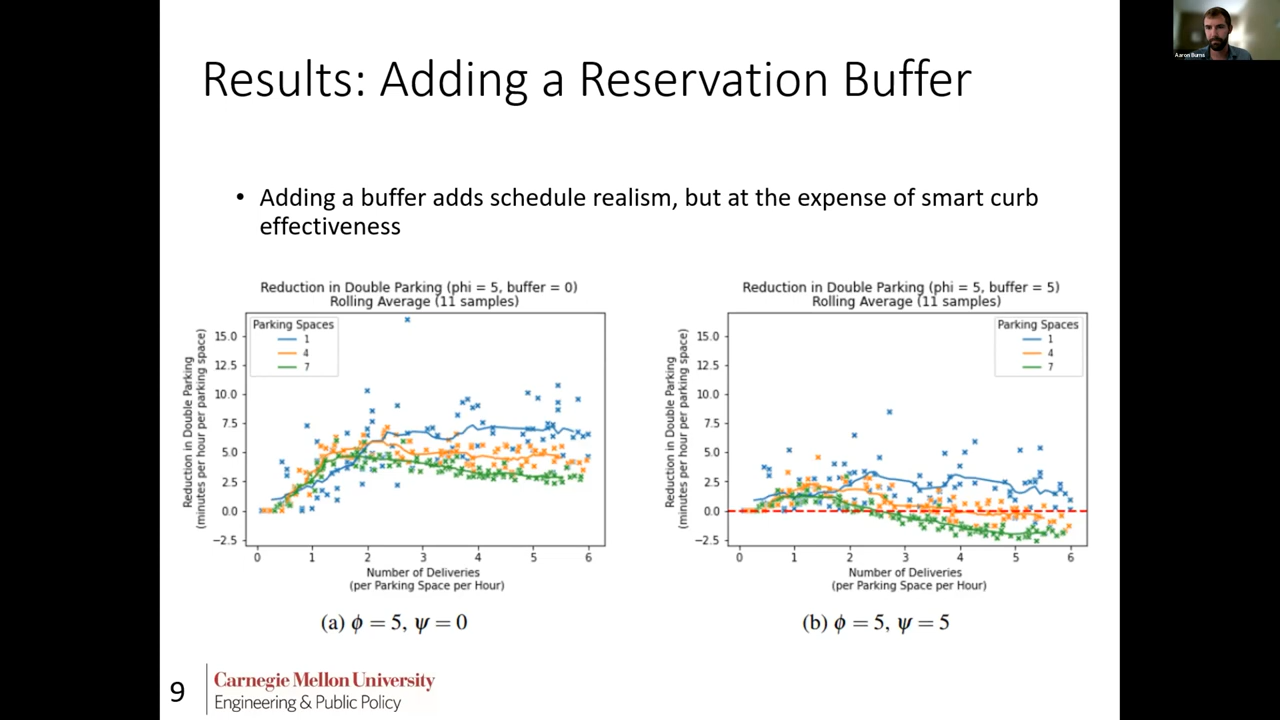 Aaron Burns
Results: Adding a Reservation Buffer
• Adding a buffer adds schedule realism, but at the expense of smart curb
effectiveness
Reduction in Double Parking (phi = 5, buffer = 0)
Rolling Average (11 samples)
Parking Spaces
1
4
7
15.0
12.5
10.0
7.5
5.0
2.5
0.0
−2.5
Reduction in Double Parking
(minutes per hour per parking space)
0 1 2 3 4 5 6
Number of Deliveries
(per Parking Space per Hour)
(a) ϕ = 5, ψ = 0
Reduction in Double Parking (phi = 5, buffer = 5)
Rolling Average (11 samples)
Parking Spaces
1
4
7
15.0
12.5
10.0
7.5
5.0
2.5
0.0
−2.5
Reduction in Double Parking
(minutes per hour per parking space)
0 1 2 3 4 5 6
Number of Deliveries
(per Parking Space per Hour)
(b) ϕ = 5, ψ = 5
9
Carnegie Mellon University
Engineering & Public Policy